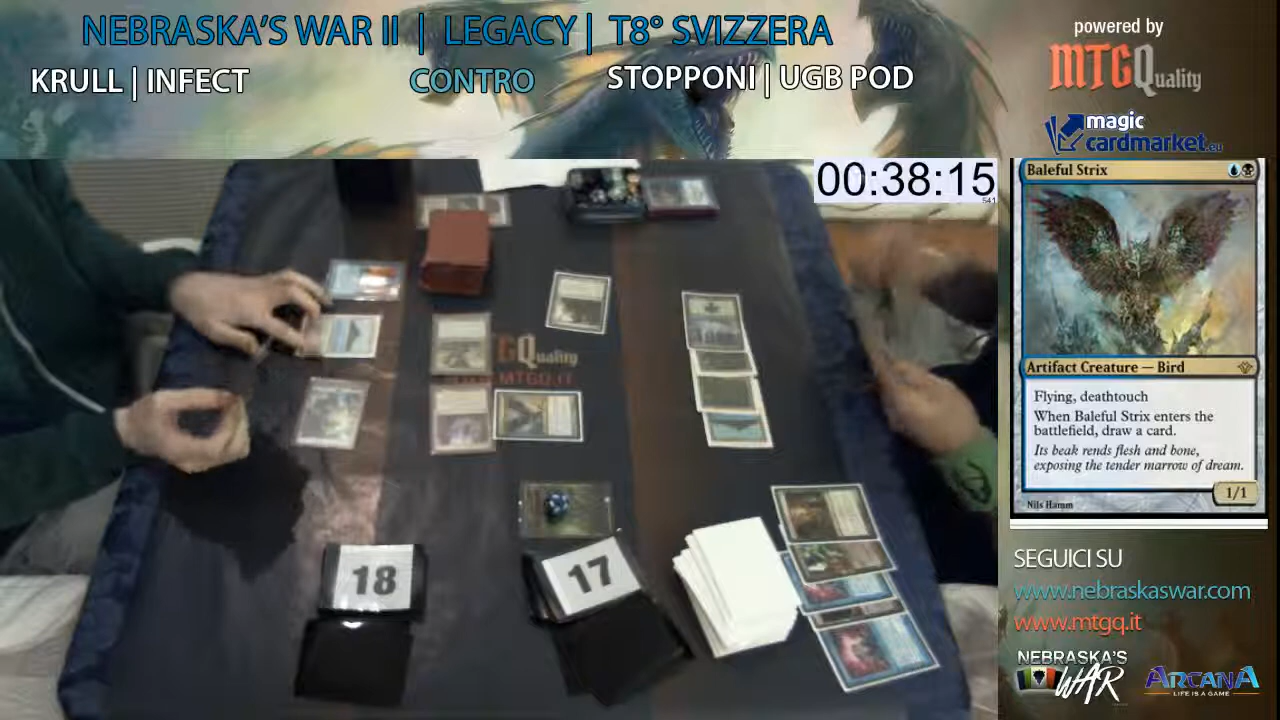 NEBRASKA'S WAR II | LEGACY | T8° SVIZZERA
KRULL | INFECT
CONTRO
STOPPONI | UGB POD
powered by
MTGQuality
magic
cardmarket.eu
00:38:15
541
Baleful Strix
Artifact Creature — Bird
Flying, deathtouch
When Baleful Strix enters the
battlefield, draw a card.
Its beak rends flesh and bone,
exposing the tender marrow of dream.
1/1
Nils Hamm
GQuality
18
17
SEGUICI SU
www.nebraskaswar.com
www.mtgq.it
NEBRASKA'S
WAR
ARCANA
LIFE IS A GAME